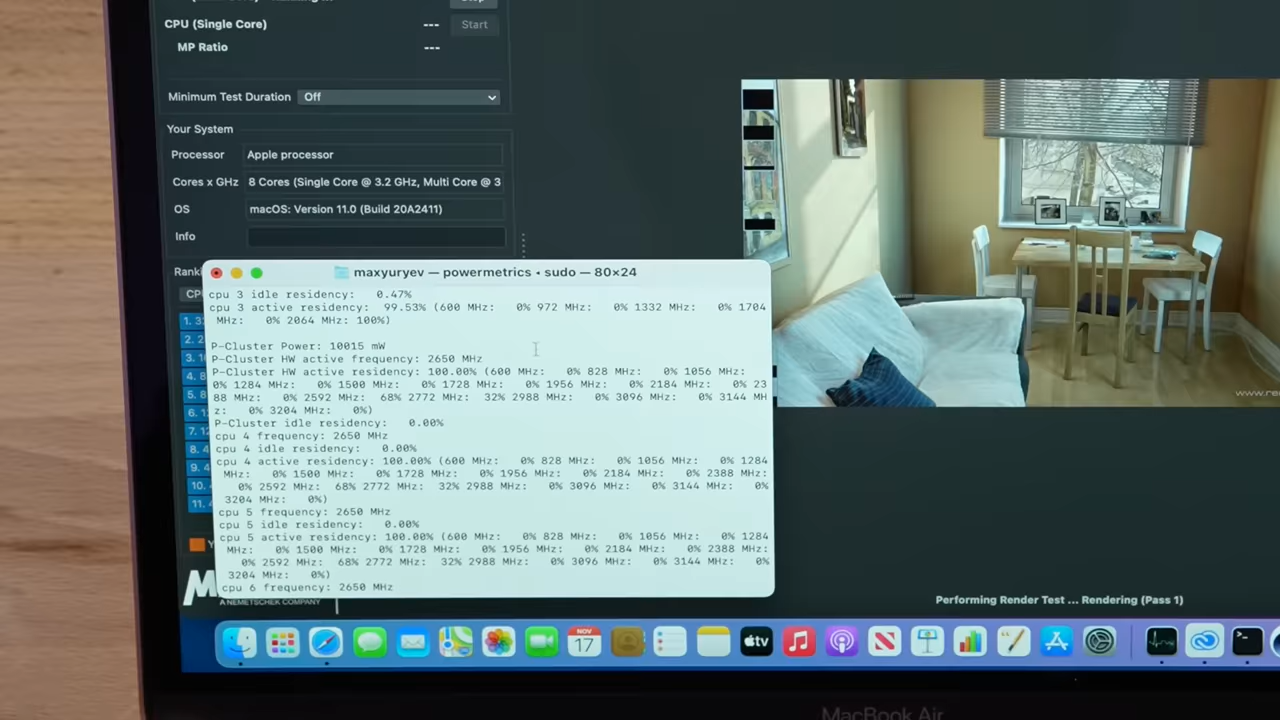 CPU (Single Core) --- Start
MP Ratio ---
Minimum Test Duration Off
Your System
Processor Apple processor
Cores x GHz 8 Cores (Single Core @ 3.2 GHz, Multi Core @ 3
OS macOS: Version 11.0 (Build 20A2411)
Info
maxyuryev — powermetrics • sudo — 80×24
cpu 3 idle residency: 0.47%
cpu 3 active residency: 99.53% (600 MHz: 0% 972 MHz: 0% 1332 MHz: 0% 1704
MHz: 0% 2064 MHz: 100%)
P-Cluster Power: 10015 mW
P-Cluster HW active frequency: 2650 MHz
P-Cluster HW active residency: 100.00% (600 MHz: 0% 828 MHz: 0% 1056 MHz:
0% 1284 MHz: 0% 1500 MHz: 0% 1728 MHz: 0% 1956 MHz: 0% 2184 MHz: 0% 23
88 MHz: 0% 2592 MHz: 68% 2772 MHz: 32% 2988 MHz: 0% 3096 MHz: 0% 3144 MH
z: 0% 3204 MHz: 0%)
P-Cluster idle residency: 0.00%
cpu 4 frequency: 2650 MHz
cpu 4 idle residency: 0.00%
cpu 4 active residency: 100.00% (600 MHz: 0% 828 MHz: 0% 1056 MHz: 0% 1284
MHz: 0% 1500 MHz: 0% 1728 MHz: 0% 1956 MHz: 0% 2184 MHz: 0% 2388 MHz:
0% 2592 MHz: 68% 2772 MHz: 32% 2988 MHz: 0% 3096 MHz: 0% 3144 MHz: 0%
3204 MHz: 0%)
cpu 5 frequency: 2650 MHz
cpu 5 idle residency: 0.00%
cpu 5 active residency: 100.00% (600 MHz: 0% 828 MHz: 0% 1056 MHz: 0% 1284
MHz: 0% 1500 MHz: 0% 1728 MHz: 0% 1956 MHz: 0% 2184 MHz: 0% 2388 MHz:
0% 2592 MHz: 68% 2772 MHz: 32% 2988 MHz: 0% 3096 MHz: 0% 3144 MHz: 0%
3204 MHz: 0%)
cpu 6 frequency: 2650 MHz
A NEMETSCHEK COMPANY
Performing Render Test ... Rendering (Pass 1)
NOV
17
tv
MacBook Air